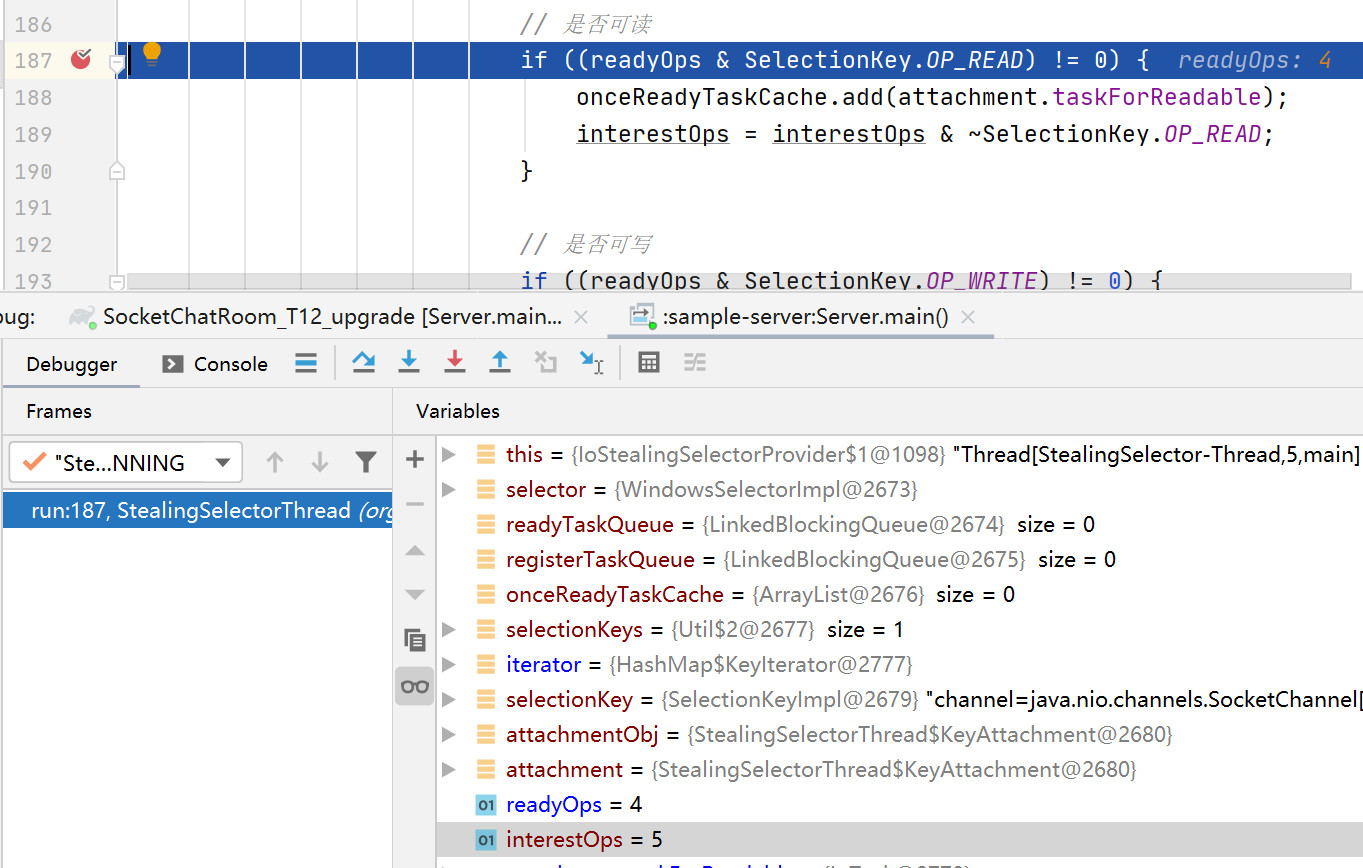 186 // 是否可读
187 if ((readyOps & SelectionKey.OP_READ) != 0) { readyOps: 4
188 onceReadyTaskCache.add(attachment.taskForReadable);
189 interestOps = interestOps & ~SelectionKey.OP_READ;
190 }
191
192 // 是否可写
193 if ((readyOps & SelectionKey.OP_WRITE) != 0) {
bug: SocketChatRoom_T12_upgrade [Server.main... × :sample-server:Server.main() ×
Debugger Console
Frames Variables
"Ste...NNING
run:187, StealingSelectorThread (org
this = {IoStealingSelectorProvider$1@1098} "Thread[StealingSelector-Thread,5,main]
selector = {WindowsSelectorImpl@2673}
readyTaskQueue = {LinkedBlockingQueue@2674} size = 0
registerTaskQueue = {LinkedBlockingQueue@2675} size = 0
onceReadyTaskCache = {ArrayList@2676} size = 0
selectionKeys = {Util$2@2677} size = 1
iterator = {HashMap$KeyIterator@2777}
selectionKey = {SelectionKeyImpl@2679} "channel=java.nio.channels.SocketChannel[
attachmentObj = {StealingSelectorThread$KeyAttachment@2680}
attachment = {StealingSelectorThread$KeyAttachment@2680}
01 readyOps = 4
01 interestOps = 5